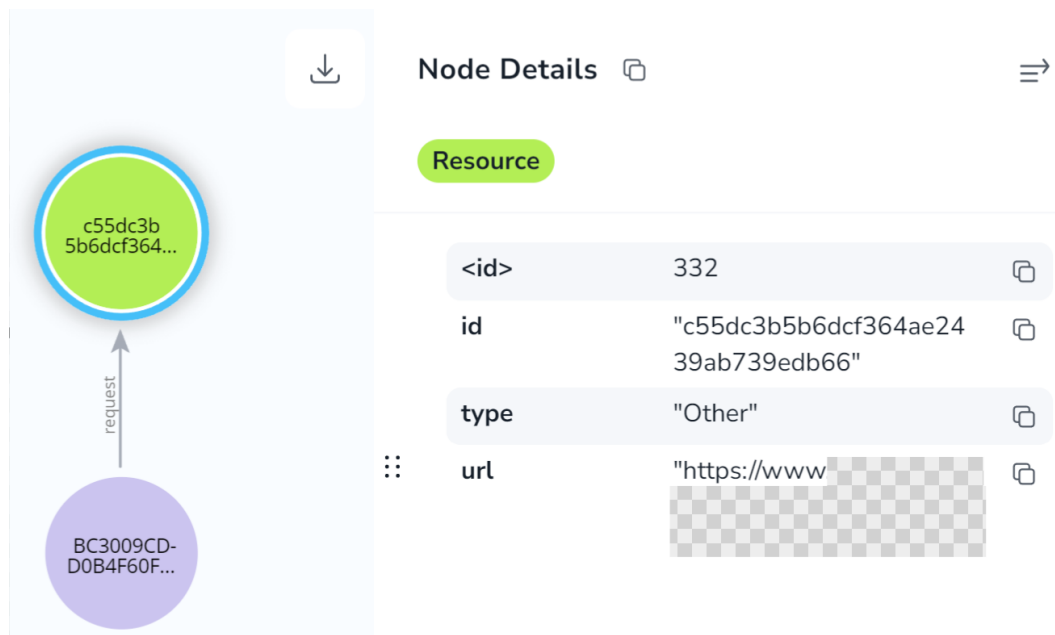 c55dc3b
5b6dcf364...
request
BC3009CD-
D0B4F60F...
Node Details
Resource
<id> 332
id "c55dc3b5b6dcf364ae24
39ab739edb66"
type "Other"
url "https://www